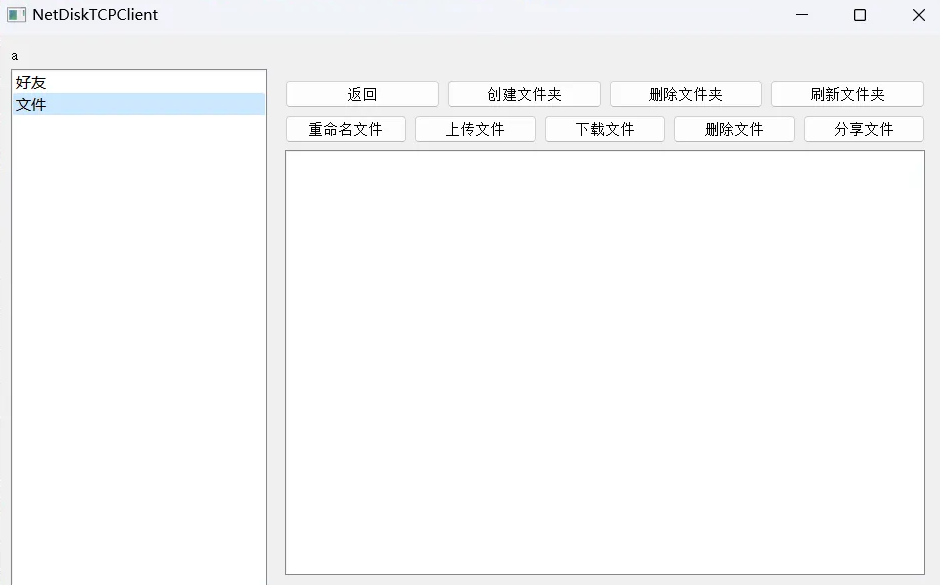 NetDiskTCPClient
a
好友
文件
返回 创建文件夹 删除文件夹 刷新文件夹
重命名文件 上传文件 下载文件 删除文件 分享文件